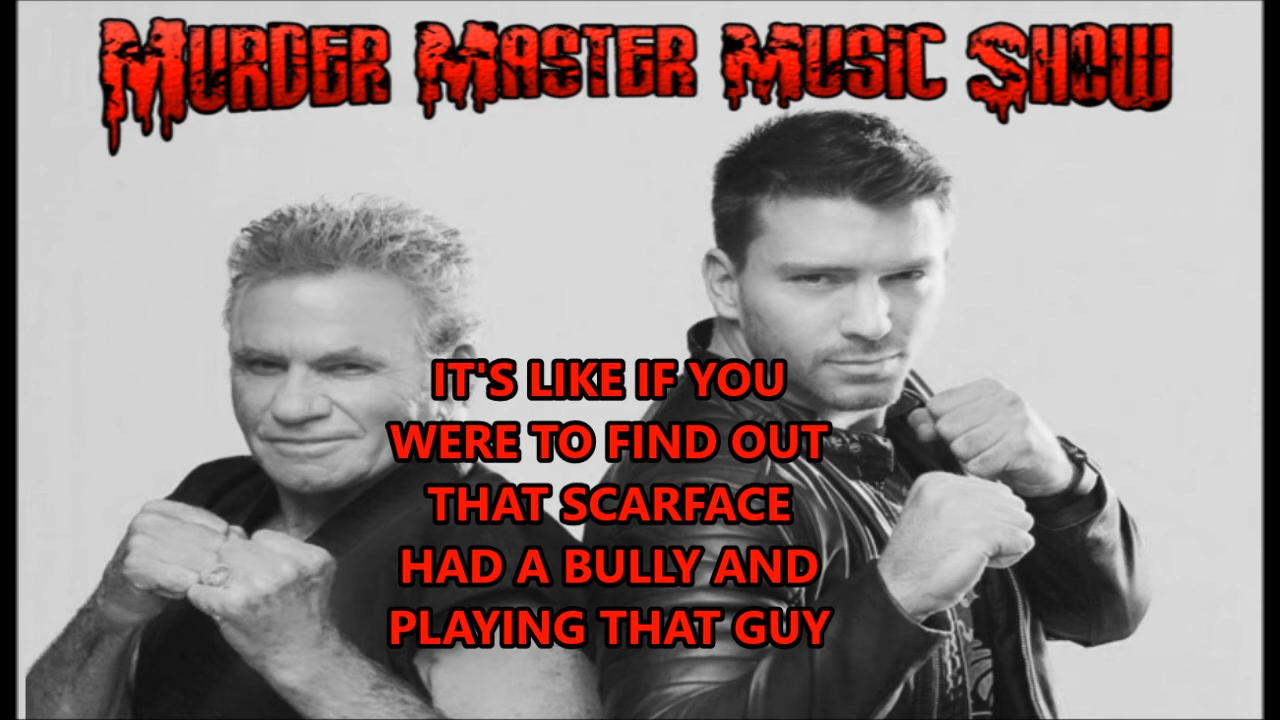 MURDER MASTER MUSIC SHOW
IT'S LIKE IF YOU
WERE TO FIND OUT
THAT SCARFACE
HAD A BULLY AND
PLAYING THAT GUY